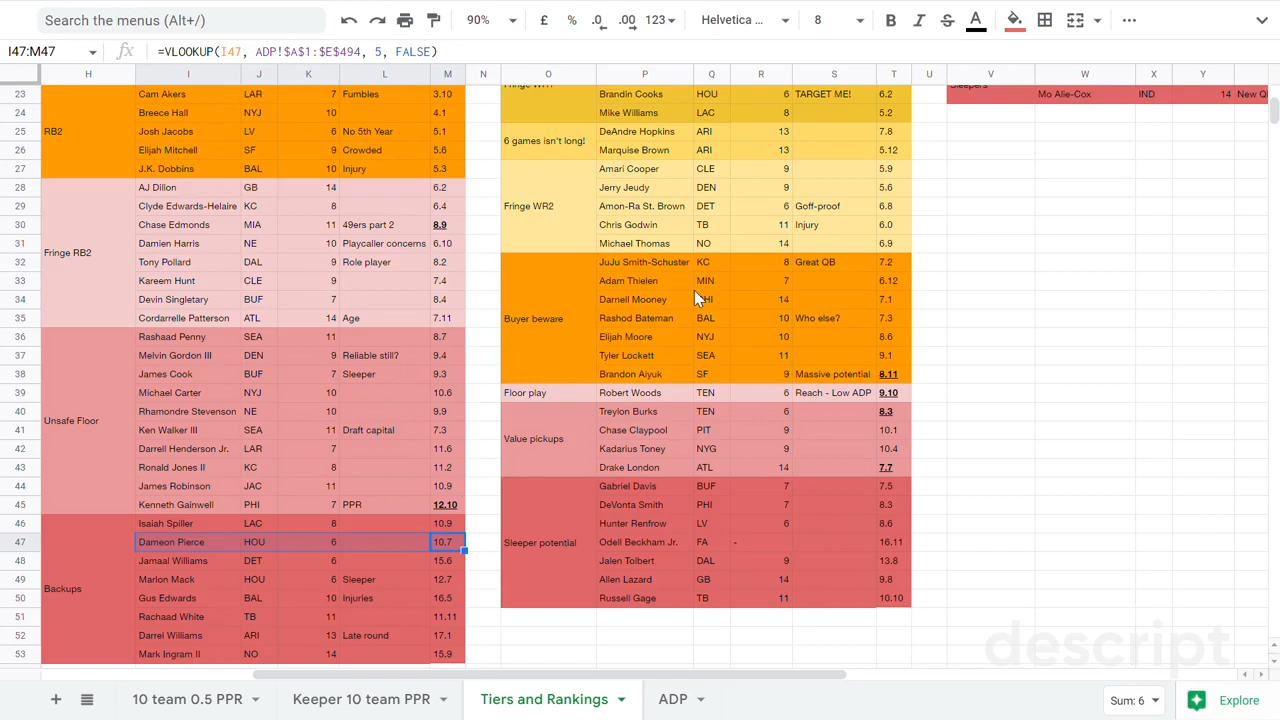 Search the menus (Alt+/)
90%
£
%
.0
.00
123
Helvetica ...
8
B
I
S
A
...
I47:M47
fx
=VLOOKUP(I47, ADP!$A$1:$E$494, 5, FALSE)
H I J K L M N O P Q R S T U V W X Y
23 Cam Akers LAR 7 Fumbles 3.10 Brandin Cooks HOU 6 TARGET ME! 6.2 Sleepers Mo Alie-Cox IND 14
24 Breece Hall NYJ 10 4.1 Mike Williams LAC 8 5.2
25 RB2 Josh Jacobs LV 6 No 5th Year 5.1 6 games isn't long! DeAndre Hopkins ARI 13 7.8
26 Elijah Mitchell SF 9 Crowded 5.6 Marquise Brown ARI 13 5.12
27 J.K. Dobbins BAL 10 Injury 5.3 Amari Cooper CLE 9 5.9
28 AJ Dillon GB 14 6.2 Jerry Jeudy DEN 9 5.6
29 Clyde Edwards-Helaire KC 8 6.4 Fringe WR2 Amon-Ra St. Brown DET 6 Goff-proof 6.8
30 Chase Edmonds MIA 11 49ers part 2 8.9 Chris Godwin TB 11 Injury 6.0
31 Damien Harris NE 10 Playcaller concerns 6.10 Michael Thomas NO 14 6.9
32 Fringe RB2 Tony Pollard DAL 9 Role player 8.2 JuJu Smith-Schuster KC 8 Great QB 7.2
33 Kareem Hunt CLE 9 7.4 Adam Thielen MIN 7 6.12
34 Devin Singletary BUF 7 8.4 Darnell Mooney 14 7.1
35 Cordarrelle Patterson ATL 14 Age 7.11 Buyer beware Rashod Bateman BAL 10 Who else? 7.3
36 Rashaad Penny SEA 11 8.7 Elijah Moore NYJ 10 8.6
37 Melvin Gordon III DEN 9 Reliable still? 9.4 Tyler Lockett SEA 11 9.1
38 James Cook BUF 7 Sleeper 9.3 Brandon Aiyuk SF 9 Massive potential 8.11
39 Michael Carter NYJ 10 10.6 Floor play Robert Woods TEN 6 Reach - Low ADP 9.10
40 Rhamondre Stevenson NE 10 9.9 Treylon Burks TEN 6 8.3
41 Unsafe Floor Ken Walker III SEA 11 Draft capital 7.3 Value pickups Chase Claypool PIT 9 10.1
42 Darrell Henderson Jr. LAR 7 11.6 Kadarius Toney NYG 9 10.4
43 Ronald Jones II KC 8 11.2 Drake London ATL 14 7.7
44 James Robinson JAC 11 10.9 Gabriel Davis BUF 7 7.5
45 Kenneth Gainwell PHI 7 PPR 12.10 DeVonta Smith PHI 7 8.3
46 Isaiah Spiller LAC 8 10.9 Hunter Renfrow LV 6 8.6
47 Dameon Pierce HOU 6 10.7 Sleeper potential Odell Beckham Jr. FA - 16.11
48 Jamaal Williams DET 6 15.6 Jalen Tolbert DAL 9 13.8
49 Backups Marlon Mack HOU 6 Sleeper 12.7 Allen Lazard GB 14 9.8
50 Gus Edwards BAL 10 Injuries 16.5 Russell Gage TB 11 10.10
51 Rachaad White TB 11 11.11
52 Darrel Williams ARI 13 Late round 17.1
53 Mark Ingram II NO 14 15.9
descript
10 team 0.5 PPR
Keeper 10 team PPR
Tiers and Rankings
ADP
Sum: 6
Explore